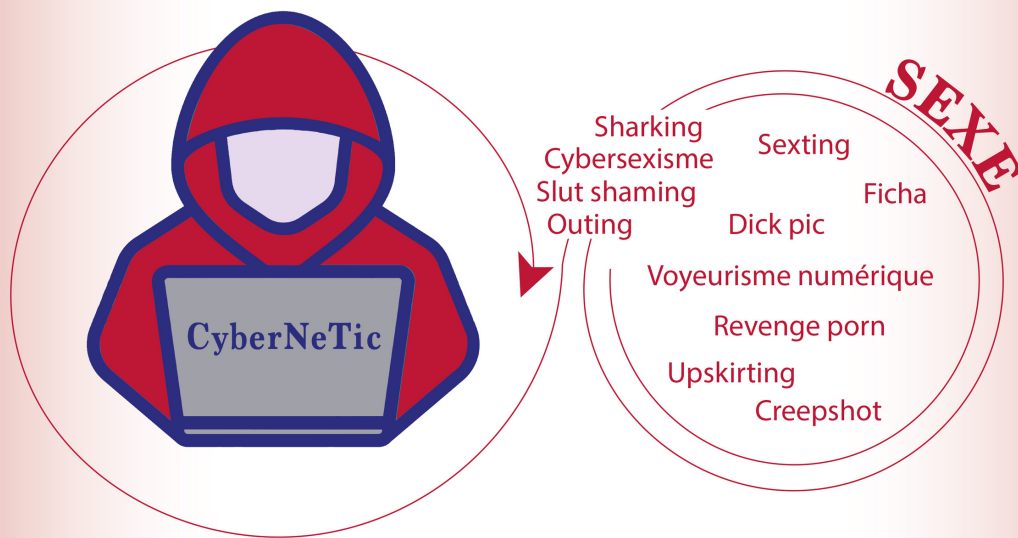 CyberNeTic
SEXE
Sharking
Cybersexisme
Slut shaming
Outing
Sexting
Ficha
Dick pic
Voyeurisme numérique
Revenge porn
Upskirting
Creepshot